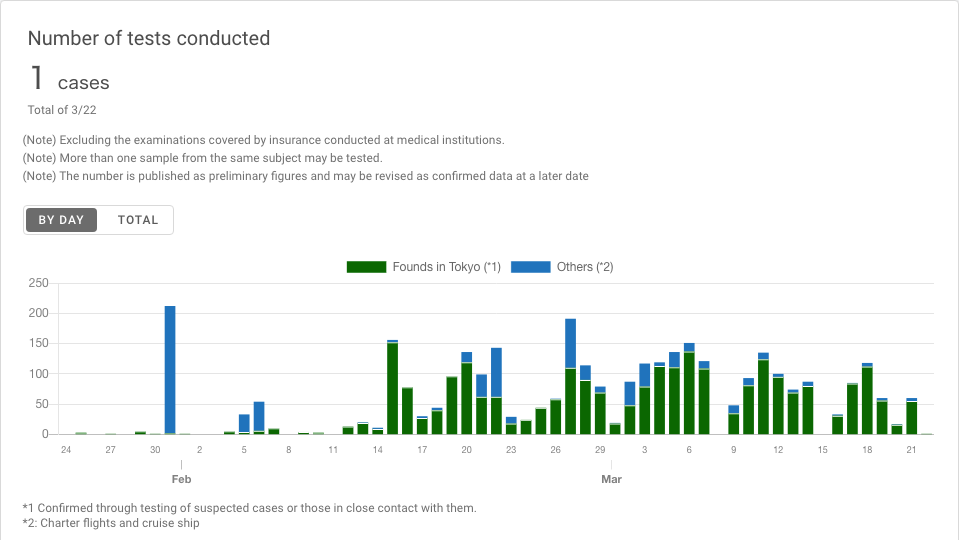 Number of tests conducted
1 cases
Total of 3/22
(Note) Excluding the examinations covered by insurance conducted at medical institutions.
(Note) More than one sample from the same subject may be tested.
(Note) The number is published as preliminary figures and may be revised as confirmed data at a later date
BY DAY TOTAL
Founds in Tokyo (*1) Others (*2)
250
200
150
100
50
0
24 27 30 2 5 8 11 14 17 20 23 26 29 3 6 9 12 15 18 21
Feb Mar
*1 Confirmed through testing of suspected cases or those in close contact with them.
*2: Charter flights and cruise ship